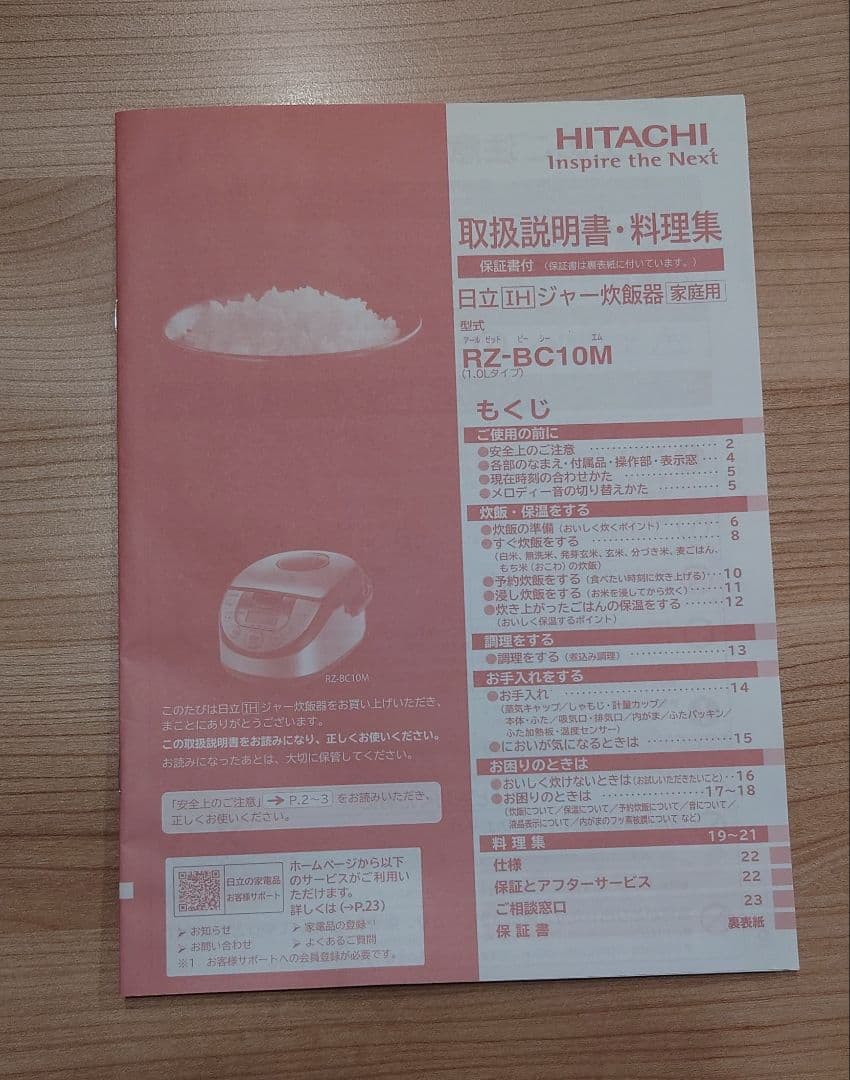 HITACHI
Inspire the Next
取扱説明書・料理集
保証書付 (保証書は裏表紙に付いています。)
日立IHジャー炊飯器 家庭用
型式
アール ゼット ビー シー エム
RZ-BC10M
(1.0Lタイプ)
もくじ
ご使用の前に
●安全上のご注意 ………………… 2
●各部のなまえ・付属品・操作部・表示窓 … 4
●現在時刻の合わせかた ………… 5
●メロディー音の切り替えかた ………… 5
炊飯・保温をする
●炊飯の準備(おいしく炊くポイント) ……… 6
●すぐ炊飯をする ………………… 8
(白米、無洗米、発芽玄米、玄米、分づき米、麦ごはん、
もち米(おこわ)の炊飯)
●予約炊飯をする(食べたい時刻に炊き上げる)…10
●浸し炊飯をする(お米を浸してから炊く)……11
●炊き上がったごはんの保温をする ……12
(おいしく保温するポイント)
調理をする
●調理をする(煮込み調理) ……………13
お手入れをする
●お手入れ …………………14
(蒸気キャップ/しゃもじ・計量カップ/
本体・ふた/吸気口・排気口/内がま/ふたパッキン/
ふた加熱板・温度センサー)
●においが気になるときは …………15
お困りのときは
●おいしく炊けないときは(お試しいただきたいこと)…16
●お困りのときは ………………17~18
(炊飯について/保温について/予約炊飯について/音について/
液晶表示について/内がまのフッ素被膜について など)
料理集 19~21
仕様 22
保証とアフターサービス 22
ご相談窓口 23
保証書 裏表紙
RZ-BC10M
このたびは日立IHジャー炊飯器をお買い上げいただき、
まことにありがとうございます。
この取扱説明書をお読みになり、正しくお使いください。
お読みになったあとは、大切に保管してください。
「安全上のご注意」→ P.2~3 をお読みいただき、
正しくお使いください。
日立の家電品
お客様サポート
ホームページから以下
のサービスがご利用い
ただけます。
詳しくは(→P.23)
➤ お知らせ ➤ 家電品の登録※1
➤ お問い合わせ ➤ よくあるご質問
※1 お客様サポートへの会員登録が必要です。